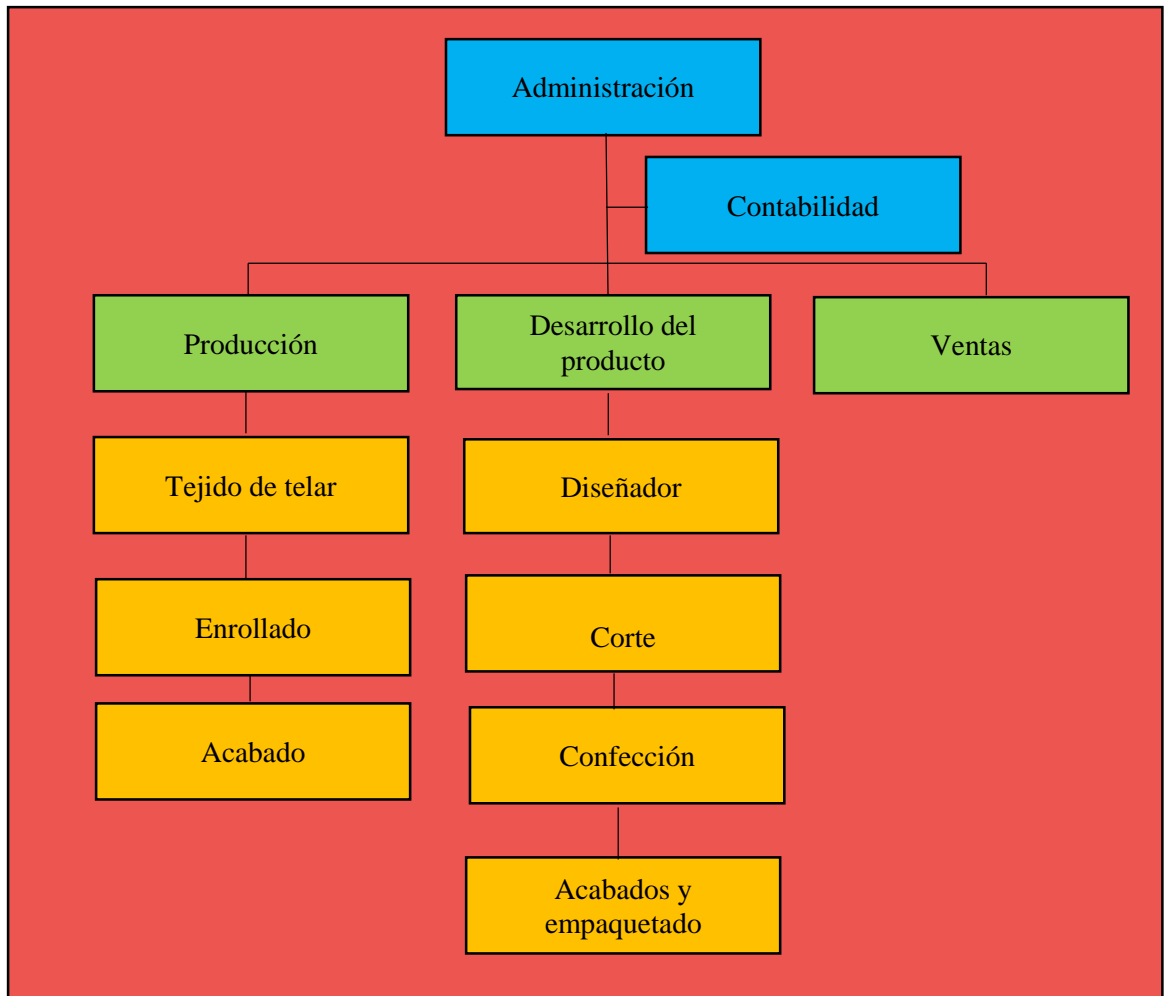 Administración
Contabilidad
Producción
Desarrollo del
producto
Ventas
Tejido de telar
Diseñador
Enrollado
Corte
Acabado
Confección
Acabados y
empaquetado